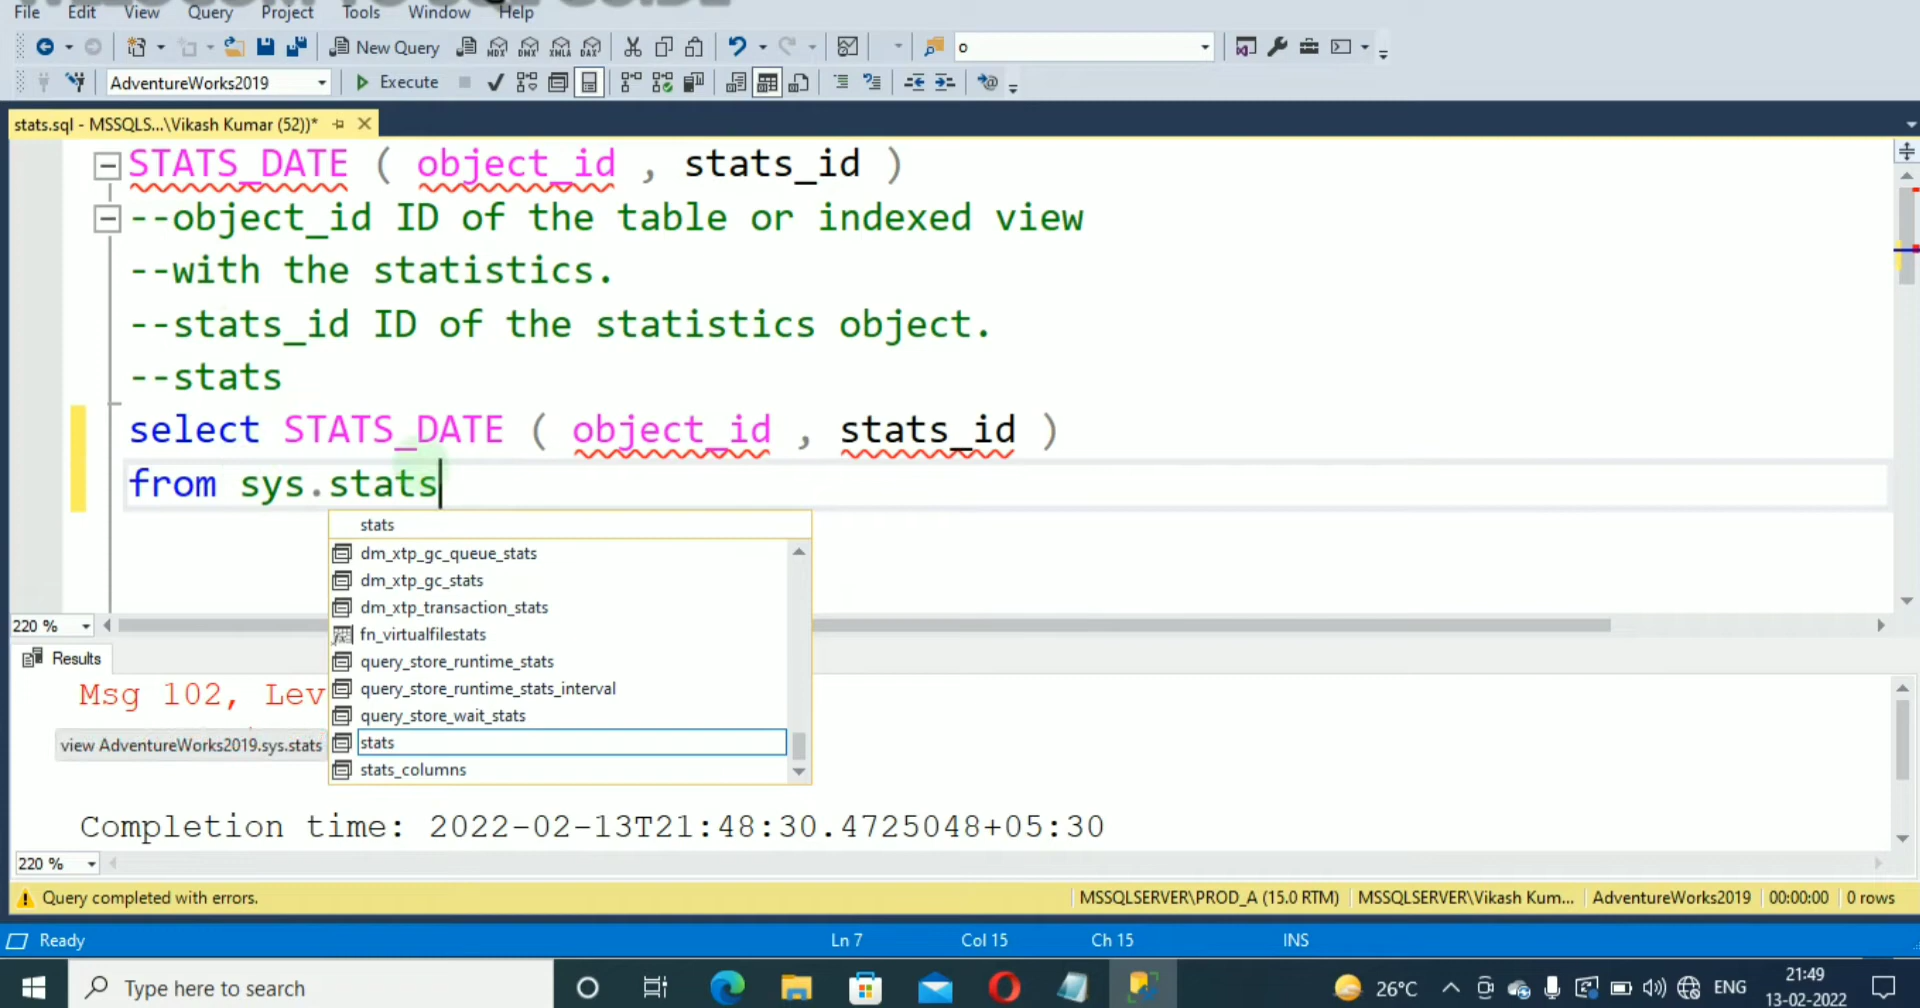 File Edit View Query Project Tools Window Help
New Query MDX DMX XMLA DAX o
AdventureWorks2019 Execute
stats.sql - MSSQLS...\Vikash Kumar (52))*
STATS_DATE ( object_id , stats_id )
--object_id ID of the table or indexed view
--with the statistics.
--stats_id ID of the statistics object.
--stats
select STATS_DATE ( object_id , stats_id )
from sys.stats
stats
dm_xtp_gc_queue_stats
dm_xtp_gc_stats
dm_xtp_transaction_stats
fn_virtualfilestats
query_store_runtime_stats
query_store_runtime_stats_interval
query_store_wait_stats
stats
stats_columns
220 %
Results
Msg 102, Lev
view AdventureWorks2019.sys.stats
Completion time: 2022-02-13T21:48:30.4725048+05:30
220 %
Query completed with errors. MSSQLSERVER\PROD_A (15.0 RTM) MSSQLSERVER\Vikash Kum... AdventureWorks2019 00:00:00 0 rows
Ready Ln 7 Col 15 Ch 15 INS
Type here to search 26°C ENG 21:49
13-02-2022